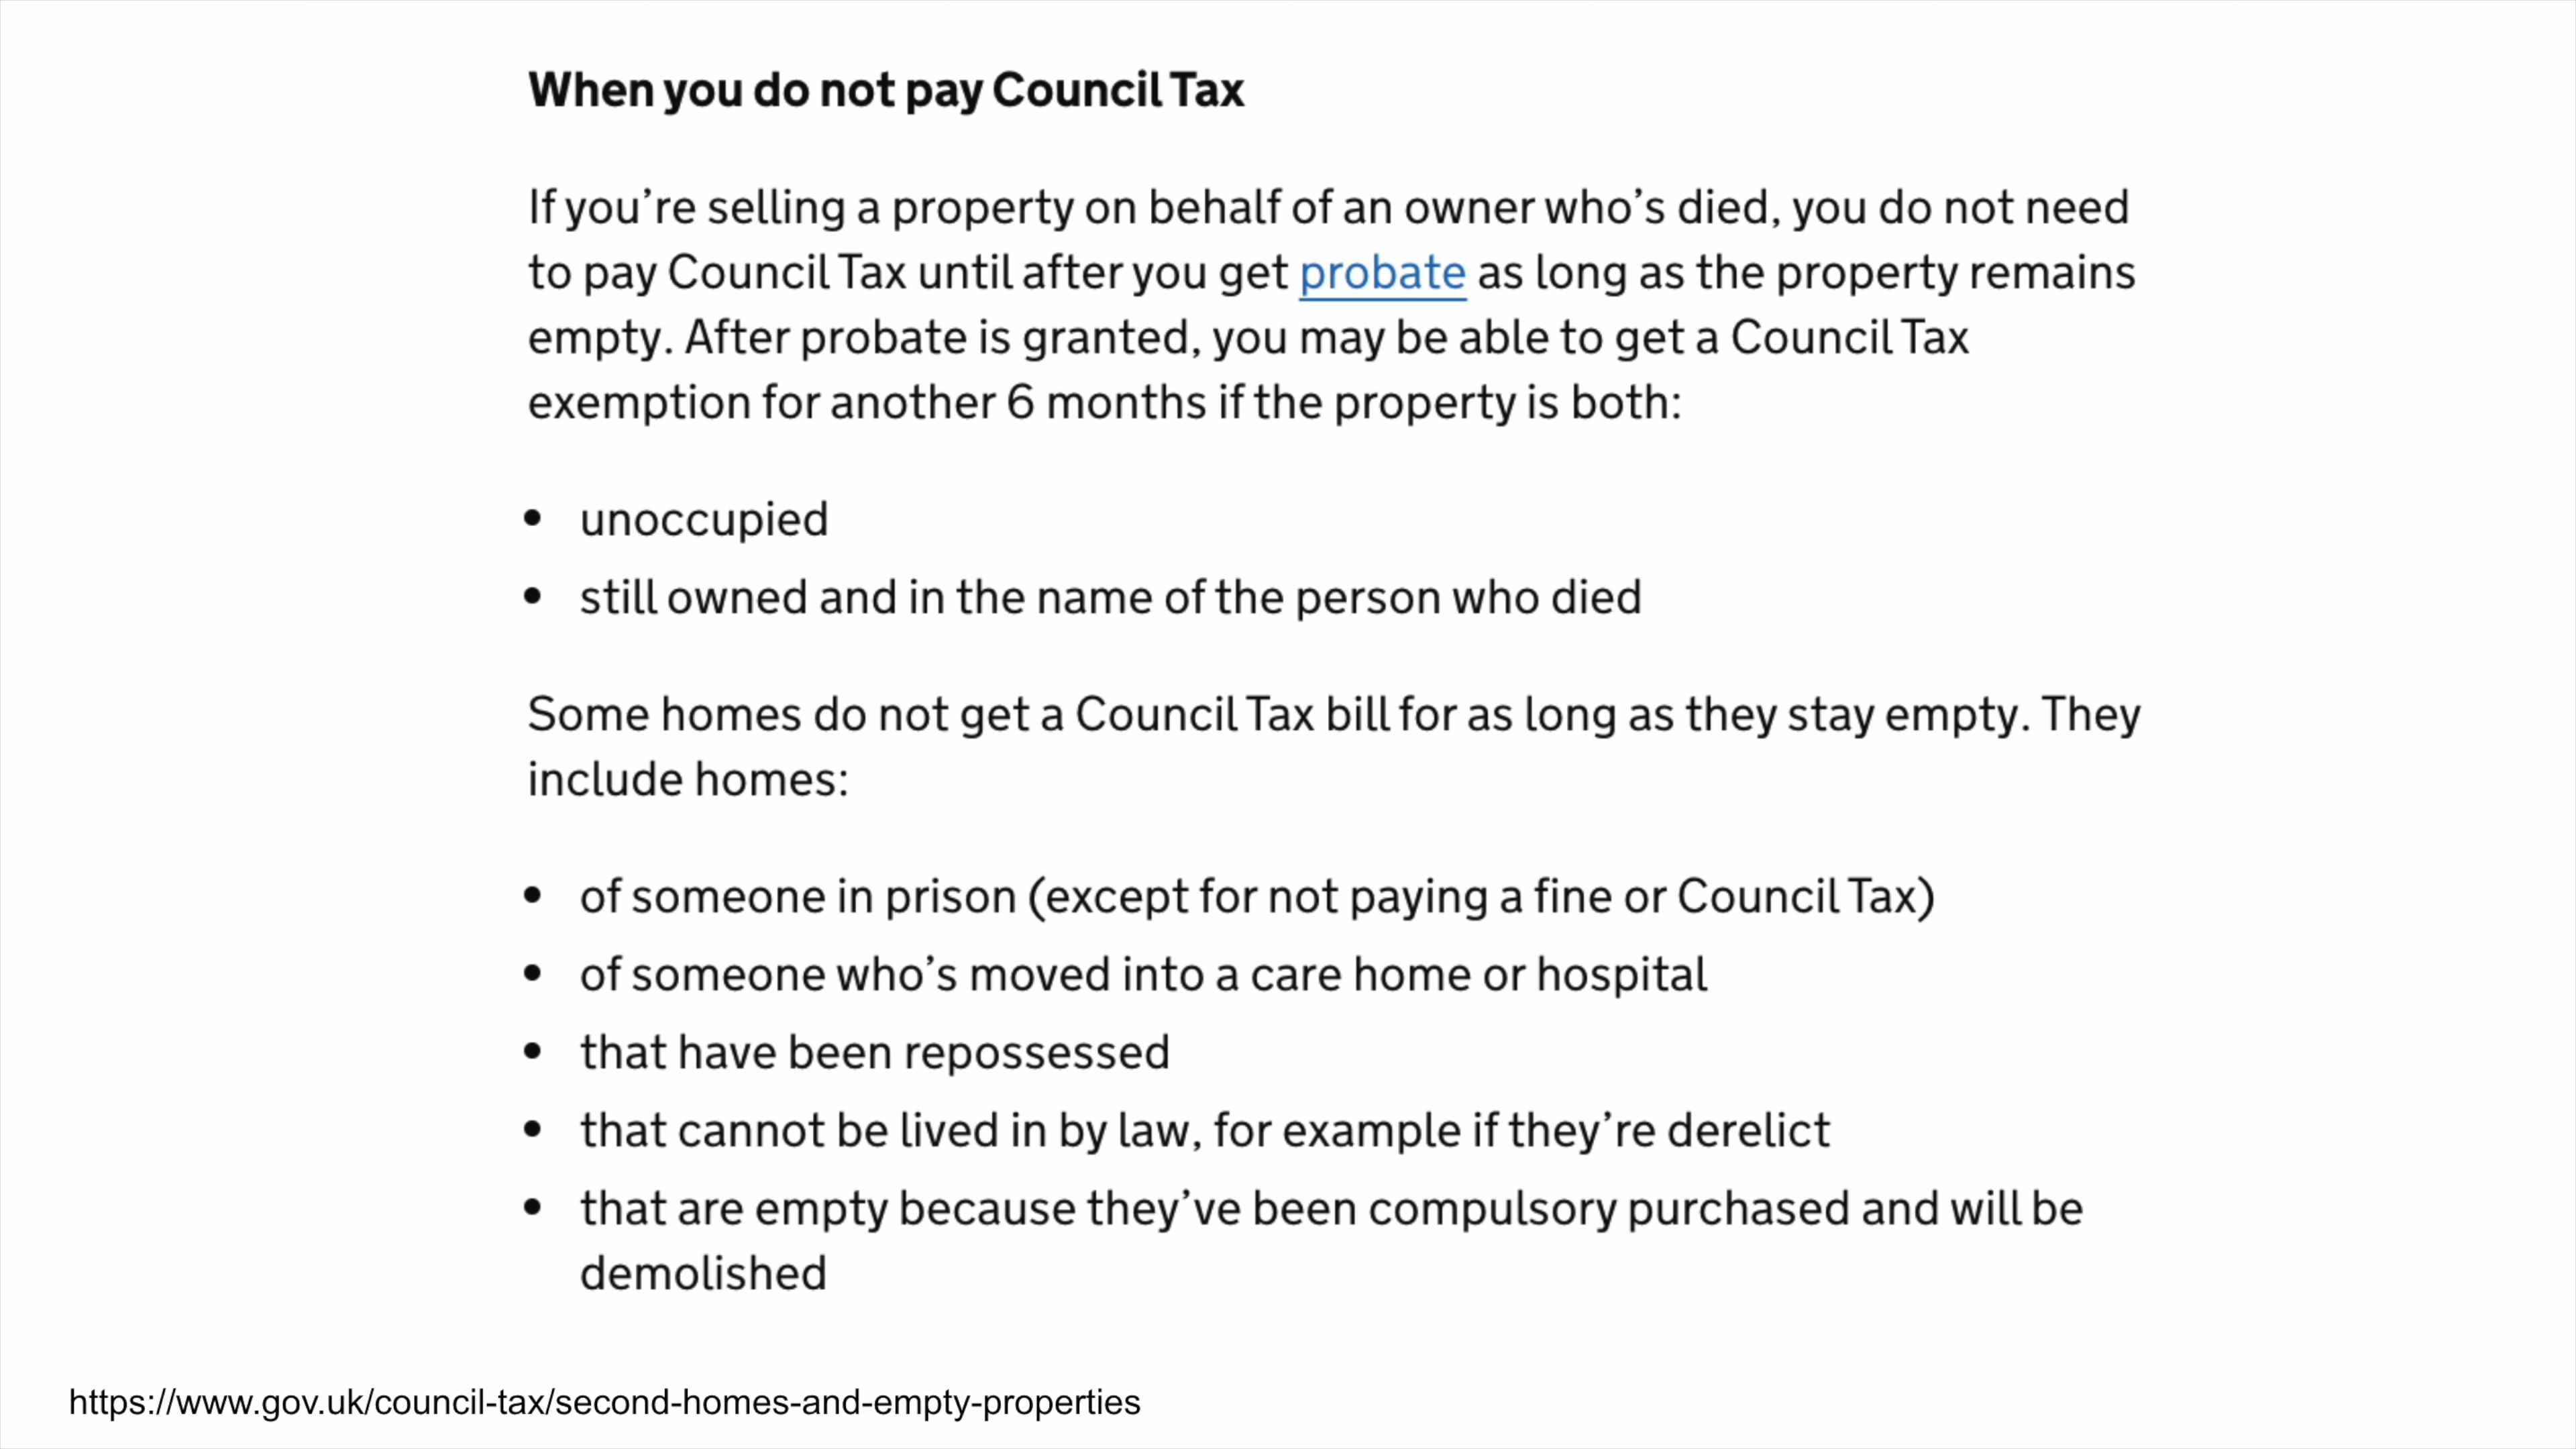 When you do not pay Council Tax
If you’re selling a property on behalf of an owner who’s died, you do not need
to pay Council Tax until after you get probate as long as the property remains
empty. After probate is granted, you may be able to get a Council Tax
exemption for another 6 months if the property is both:
• unoccupied
• still owned and in the name of the person who died
Some homes do not get a Council Tax bill for as long as they stay empty. They
include homes:
• of someone in prison (except for not paying a fine or Council Tax)
• of someone who’s moved into a care home or hospital
• that have been repossessed
• that cannot be lived in by law, for example if they’re derelict
• that are empty because they’ve been compulsory purchased and will be
demolished
https://www.gov.uk/council-tax/second-homes-and-empty-properties